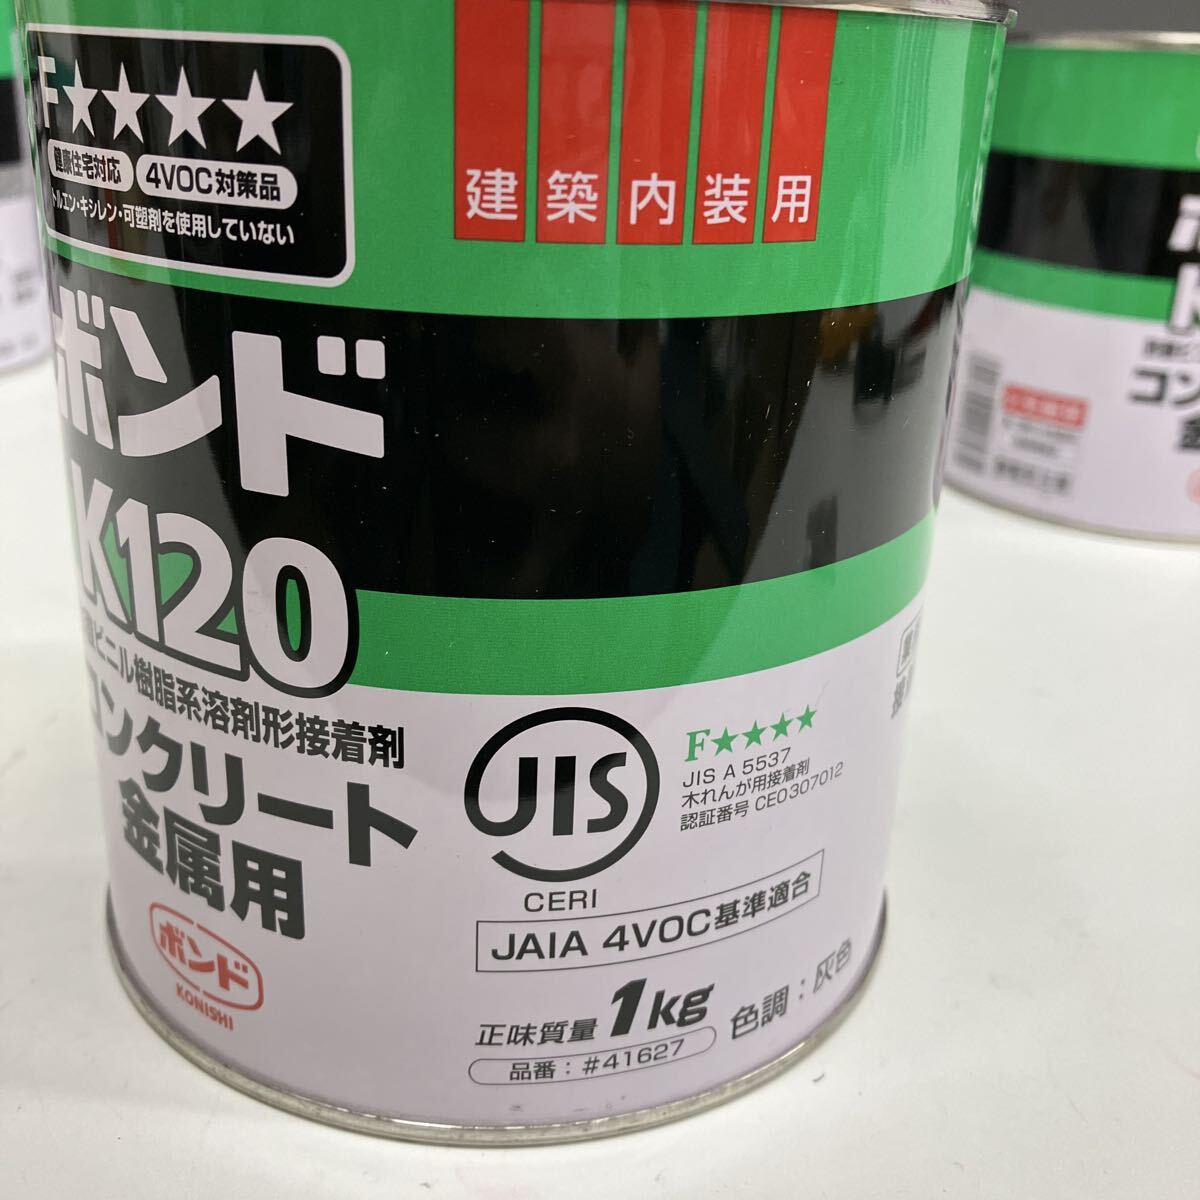 F★★★★
健康住宅対応 4VOC対策品
トルエン・キシレン・可塑剤を使用していない
建築内装用
ボンド
K120
ビニル樹脂系溶剤形接着剤
コンクリート
金属用
ボンド
KONISHI
JIS
CERI
F★★★★
JIS A 5537
木れんが用接着剤
認証番号 CE0307012
JAIA 4VOC基準適合
正味質量 1kg 色調:灰色
品番:#41627